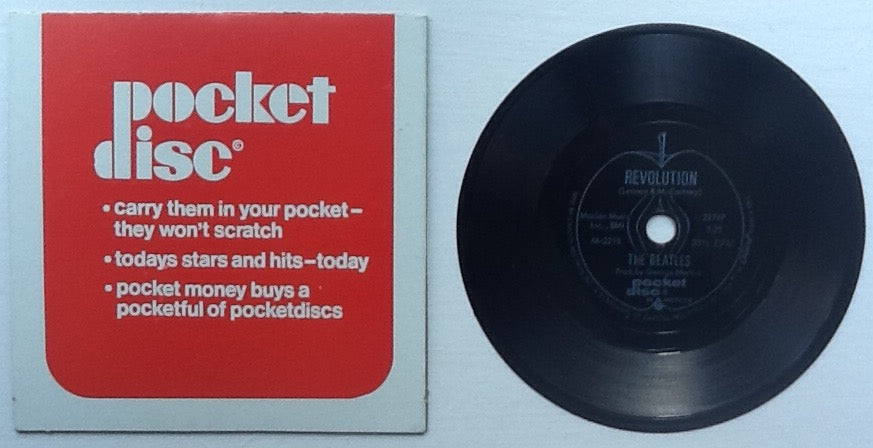 pocket
disc®
• carry them in your pocket—
they won't scratch
• todays stars and hits—today
• pocket money buys a
pocketful of pocketdiscs
REVOLUTION
(Lennon & McCartney)
Maclen Music
Inc., BMI
THE BEATLES
Prod. by George Martin
pocket
disc